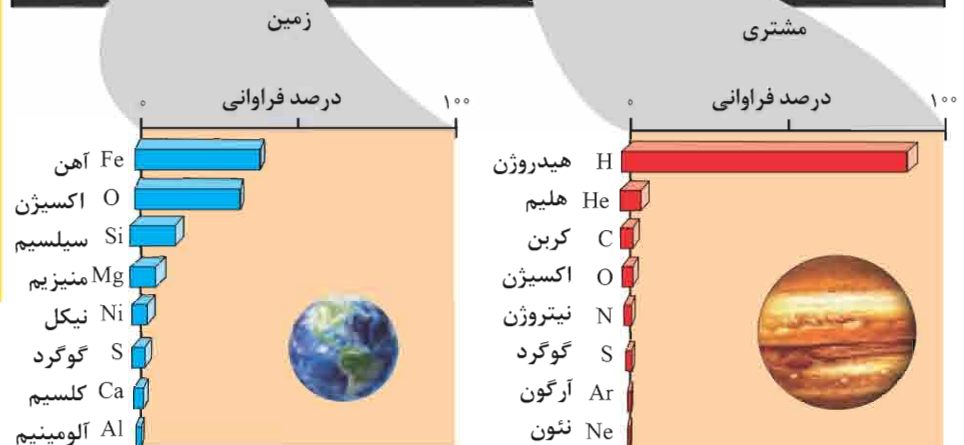 مشتری
درصد فراوانی
۰ ۱۰۰
H هیدروژن
He هلیم
C کربن
O اکسیژن
N نیتروژن
S گوگرد
Ar آرگون
Ne نئون
زمین
درصد فراوانی
۰ ۱۰۰
Fe آهن
O اکسیژن
Si سیلسیم
Mg منیزیم
Ni نیکل
S گوگرد
Ca کلسیم
Al آلومینیم